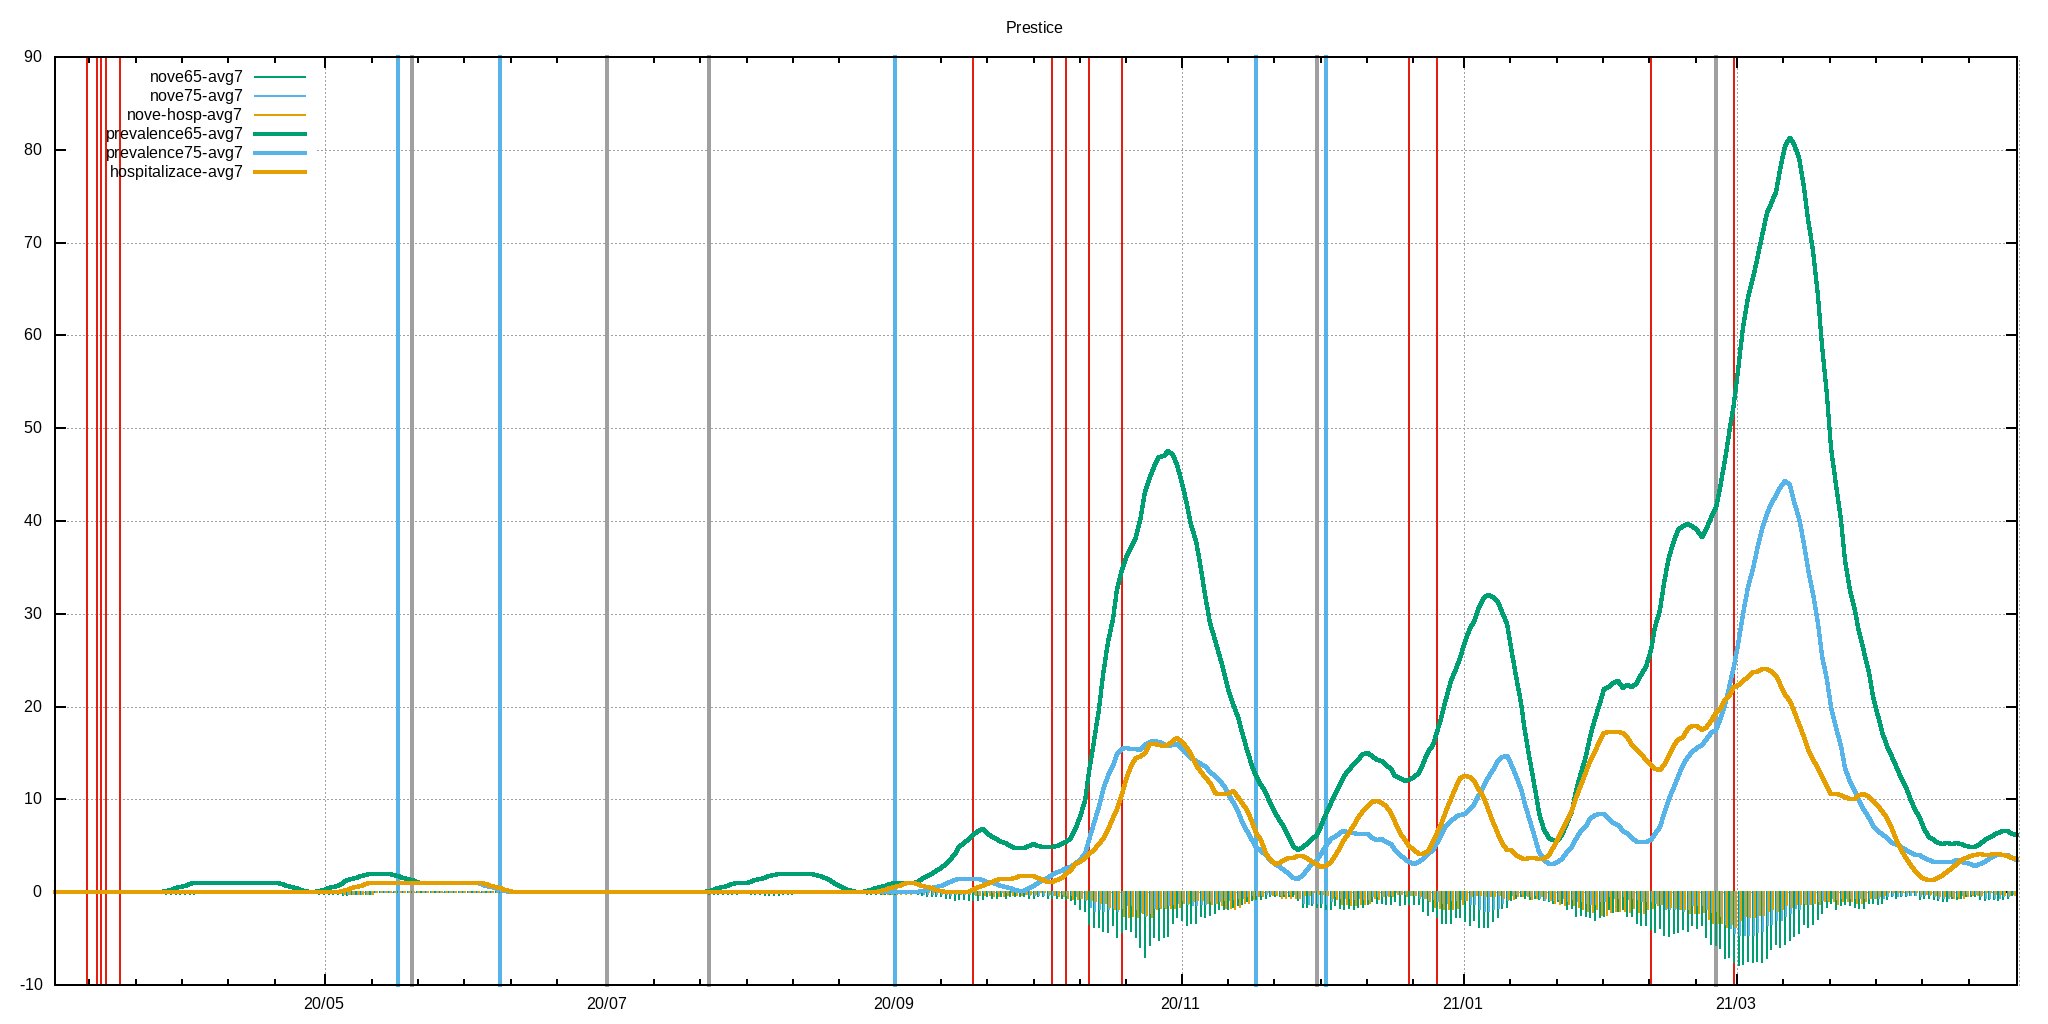 Prestice
nove65-avg7
nove75-avg7
nove-hosp-avg7
prevalence65-avg7
prevalence75-avg7
hospitalizace-avg7
90
80
70
60
50
40
30
20
10
0
-10
20/05 20/07 20/09 20/11 21/01 21/03